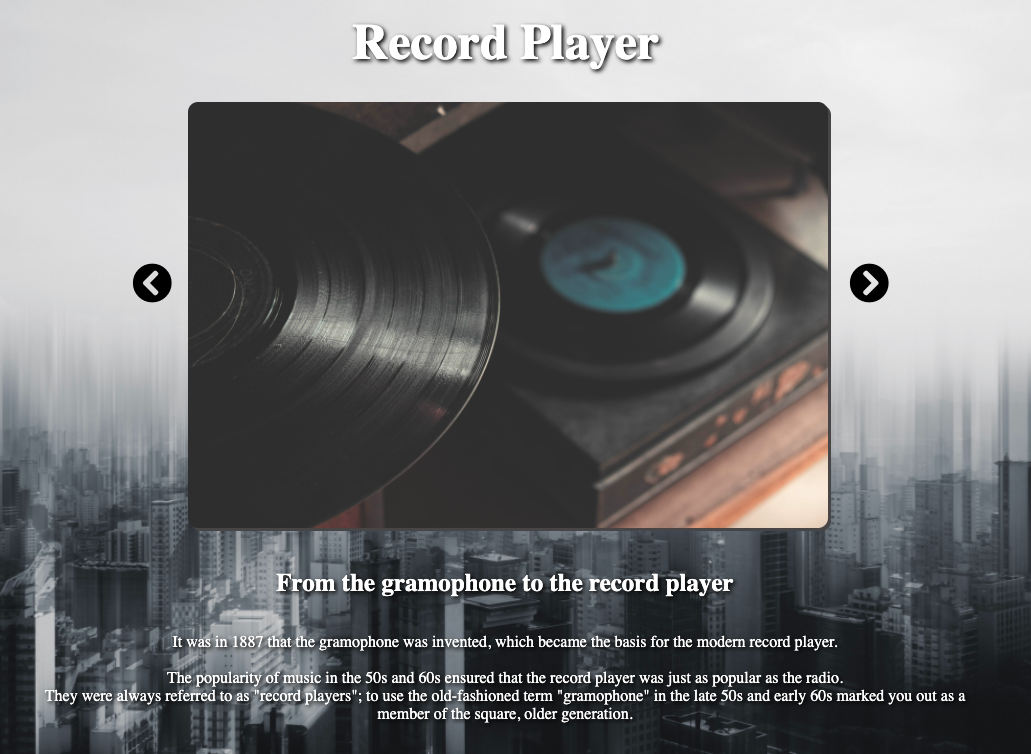 Record Player
From the gramophone to the record player
It was in 1887 that the gramophone was invented, which became the basis for the modern record player.
The popularity of music in the 50s and 60s ensured that the record player was just as popular as the radio.
They were always referred to as "record players"; to use the old-fashioned term "gramophone" in the late 50s and early 60s marked you out as a
member of the square, older generation.